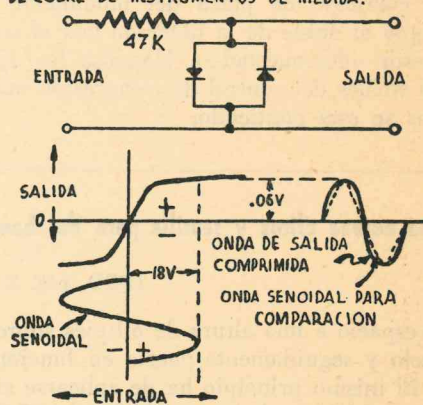 DE COBRE DE INSTRUMENTOS DE MEDIDA.
47K
ENTRADA
SALIDA
SALIDA
0
+
−
.06V
18V
ONDA DE SALIDA
COMPRIMIDA
ONDA SENOIDAL PARA
COMPARACION
ONDA
SENOIDAL
+
ENTRADA